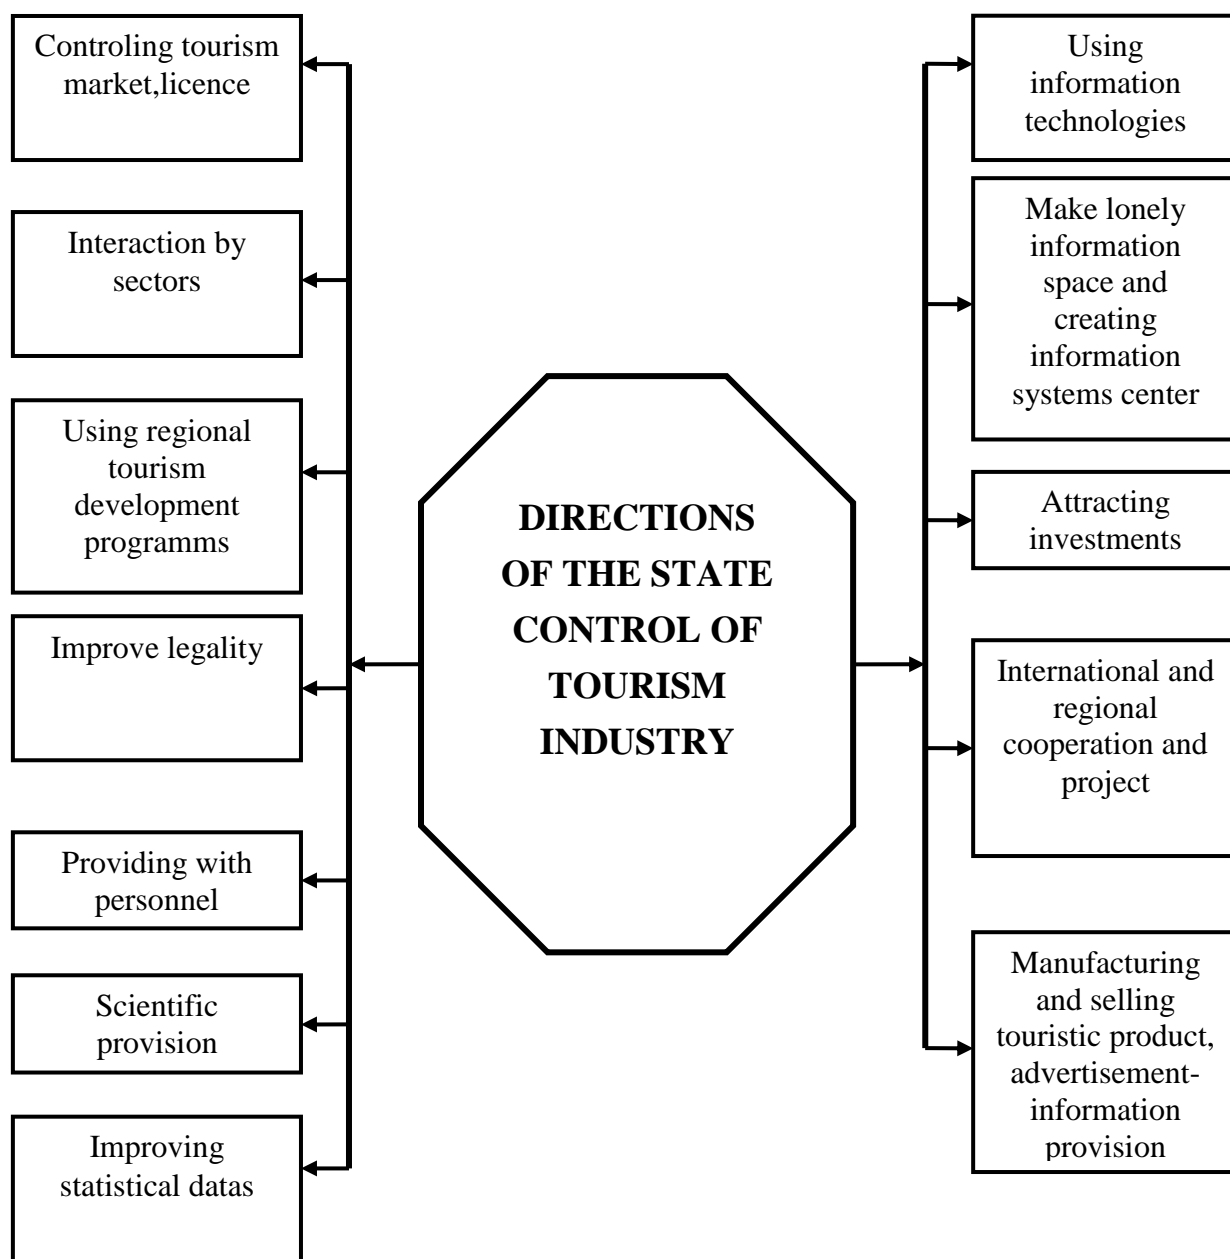 Controling tourism
market,licence
Interaction by
sectors
Using regional
tourism
development
programms
Improve legality
Providing with
personnel
Scientific
provision
Improving
statistical datas
DIRECTIONS
OF THE STATE
CONTROL OF
TOURISM
INDUSTRY
Using
information
technologies
Make lonely
information
space and
creating
information
systems center
Attracting
investments
International and
regional
cooperation and
project
Manufacturing
and selling
touristic product,
advertisement-
information
provision